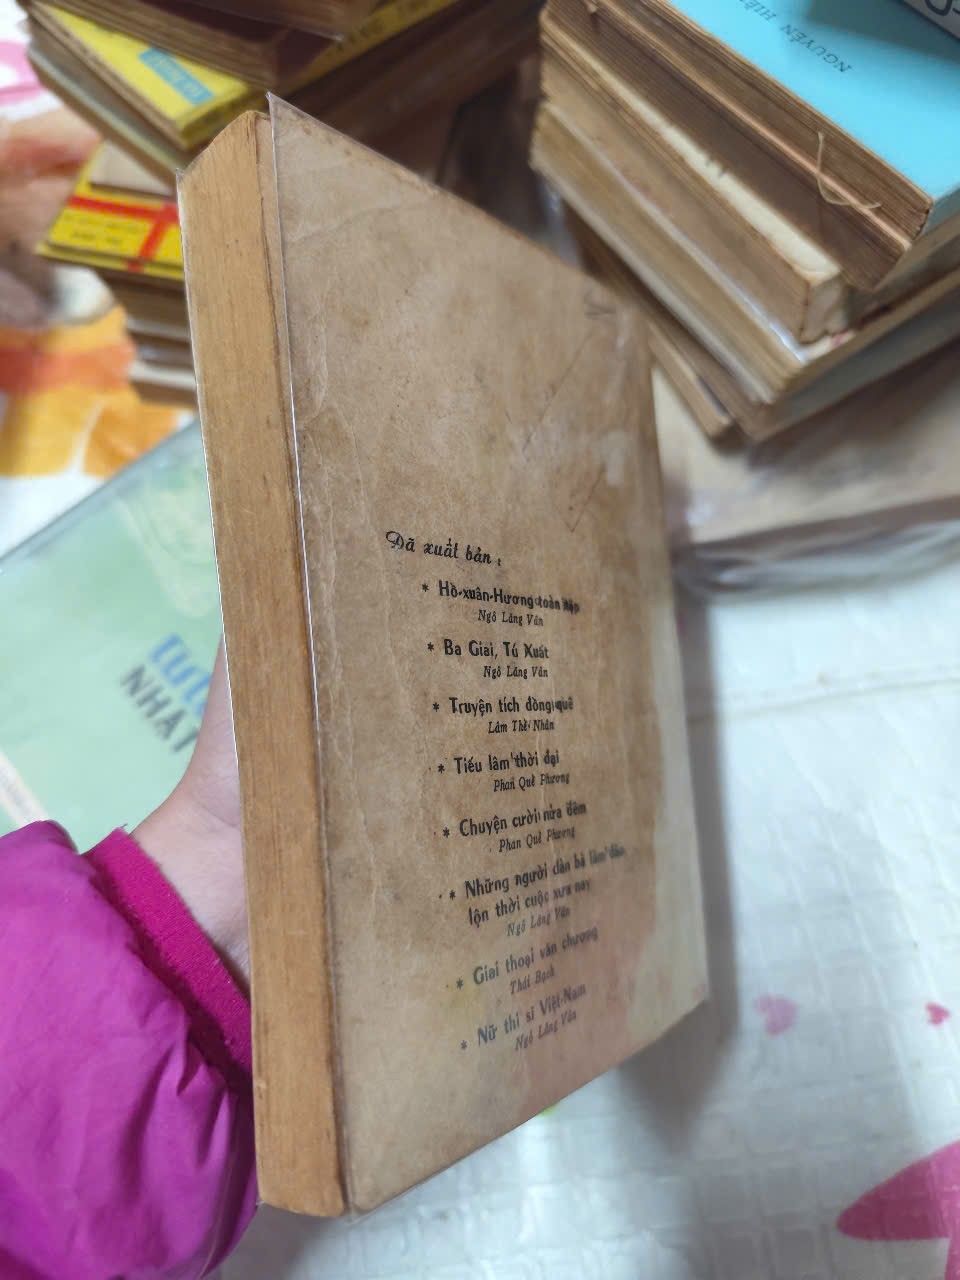 NGUYỄN HIẾ
Đã xuất bản :
* Hồ-xuân-Hương toàn tập
Ngô Lăng Vân
* Ba Giai, Tú Xuất
Ngô Lăng Vân
* Truyện tích đồng quê
Lâm Thế Nhân
* Tiếu lâm thời đại
Phan Quế Phương
* Chuyện cười nửa đêm
Phan Quế Phương
* Những người đàn bà làm đảo
lộn thời cuộc xưa nay
Ngô Lăng Vân
* Giai thoại văn chương
Thái Bạch
* Nữ thi sĩ Việt-Nam
Ngô Lăng Vân
NHẠT